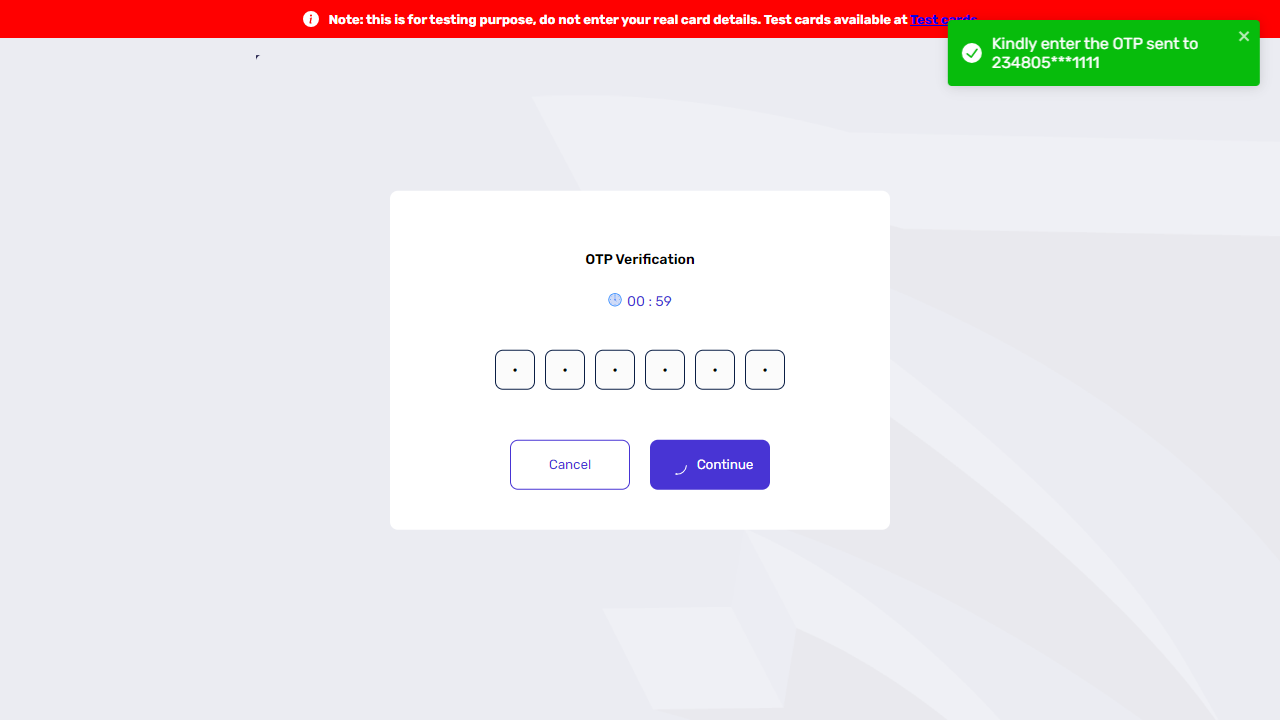 Note: this is for testing purpose, do not enter your real card details. Test cards available at Test cards
Kindly enter the OTP sent to
234805***1111
OTP Verification
00 : 59
Cancel
Continue